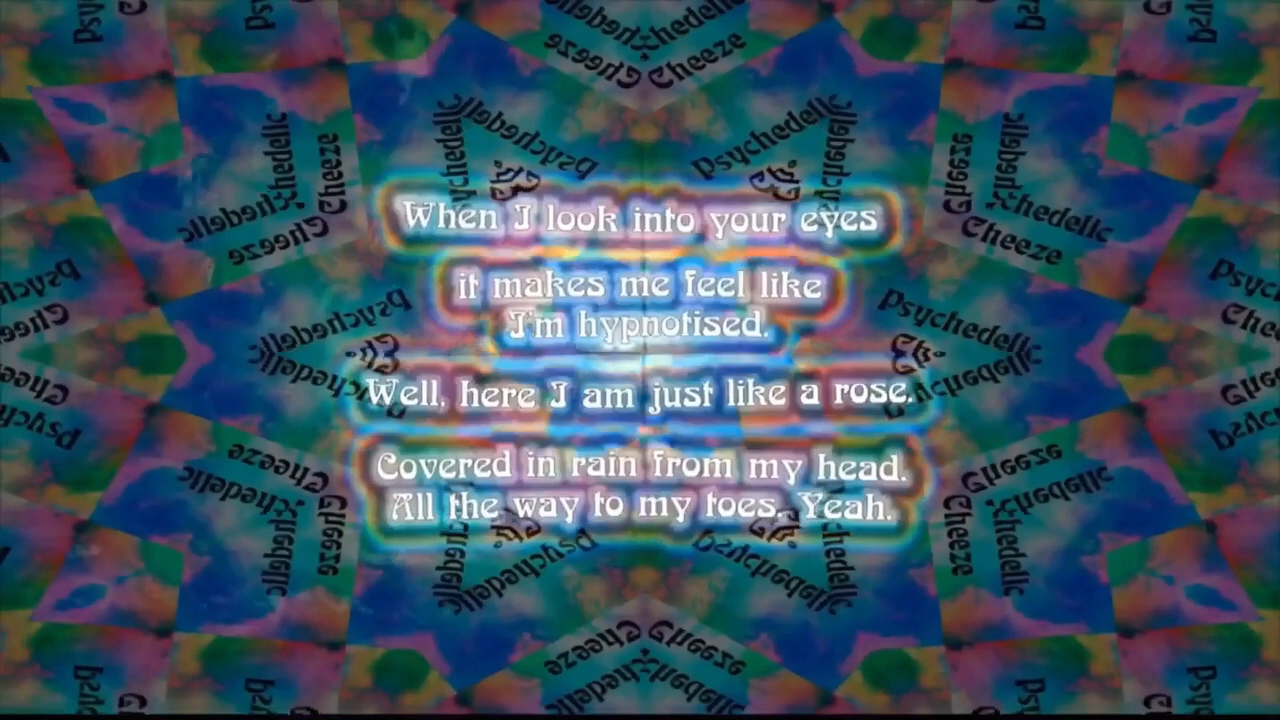 When I look into your eyes
it makes me feel like
I'm hypnotised.
Well, here I am just like a rose.
Covered in rain from my head.
All the way to my toes. Yeah.
Psychedelic
Cheeze